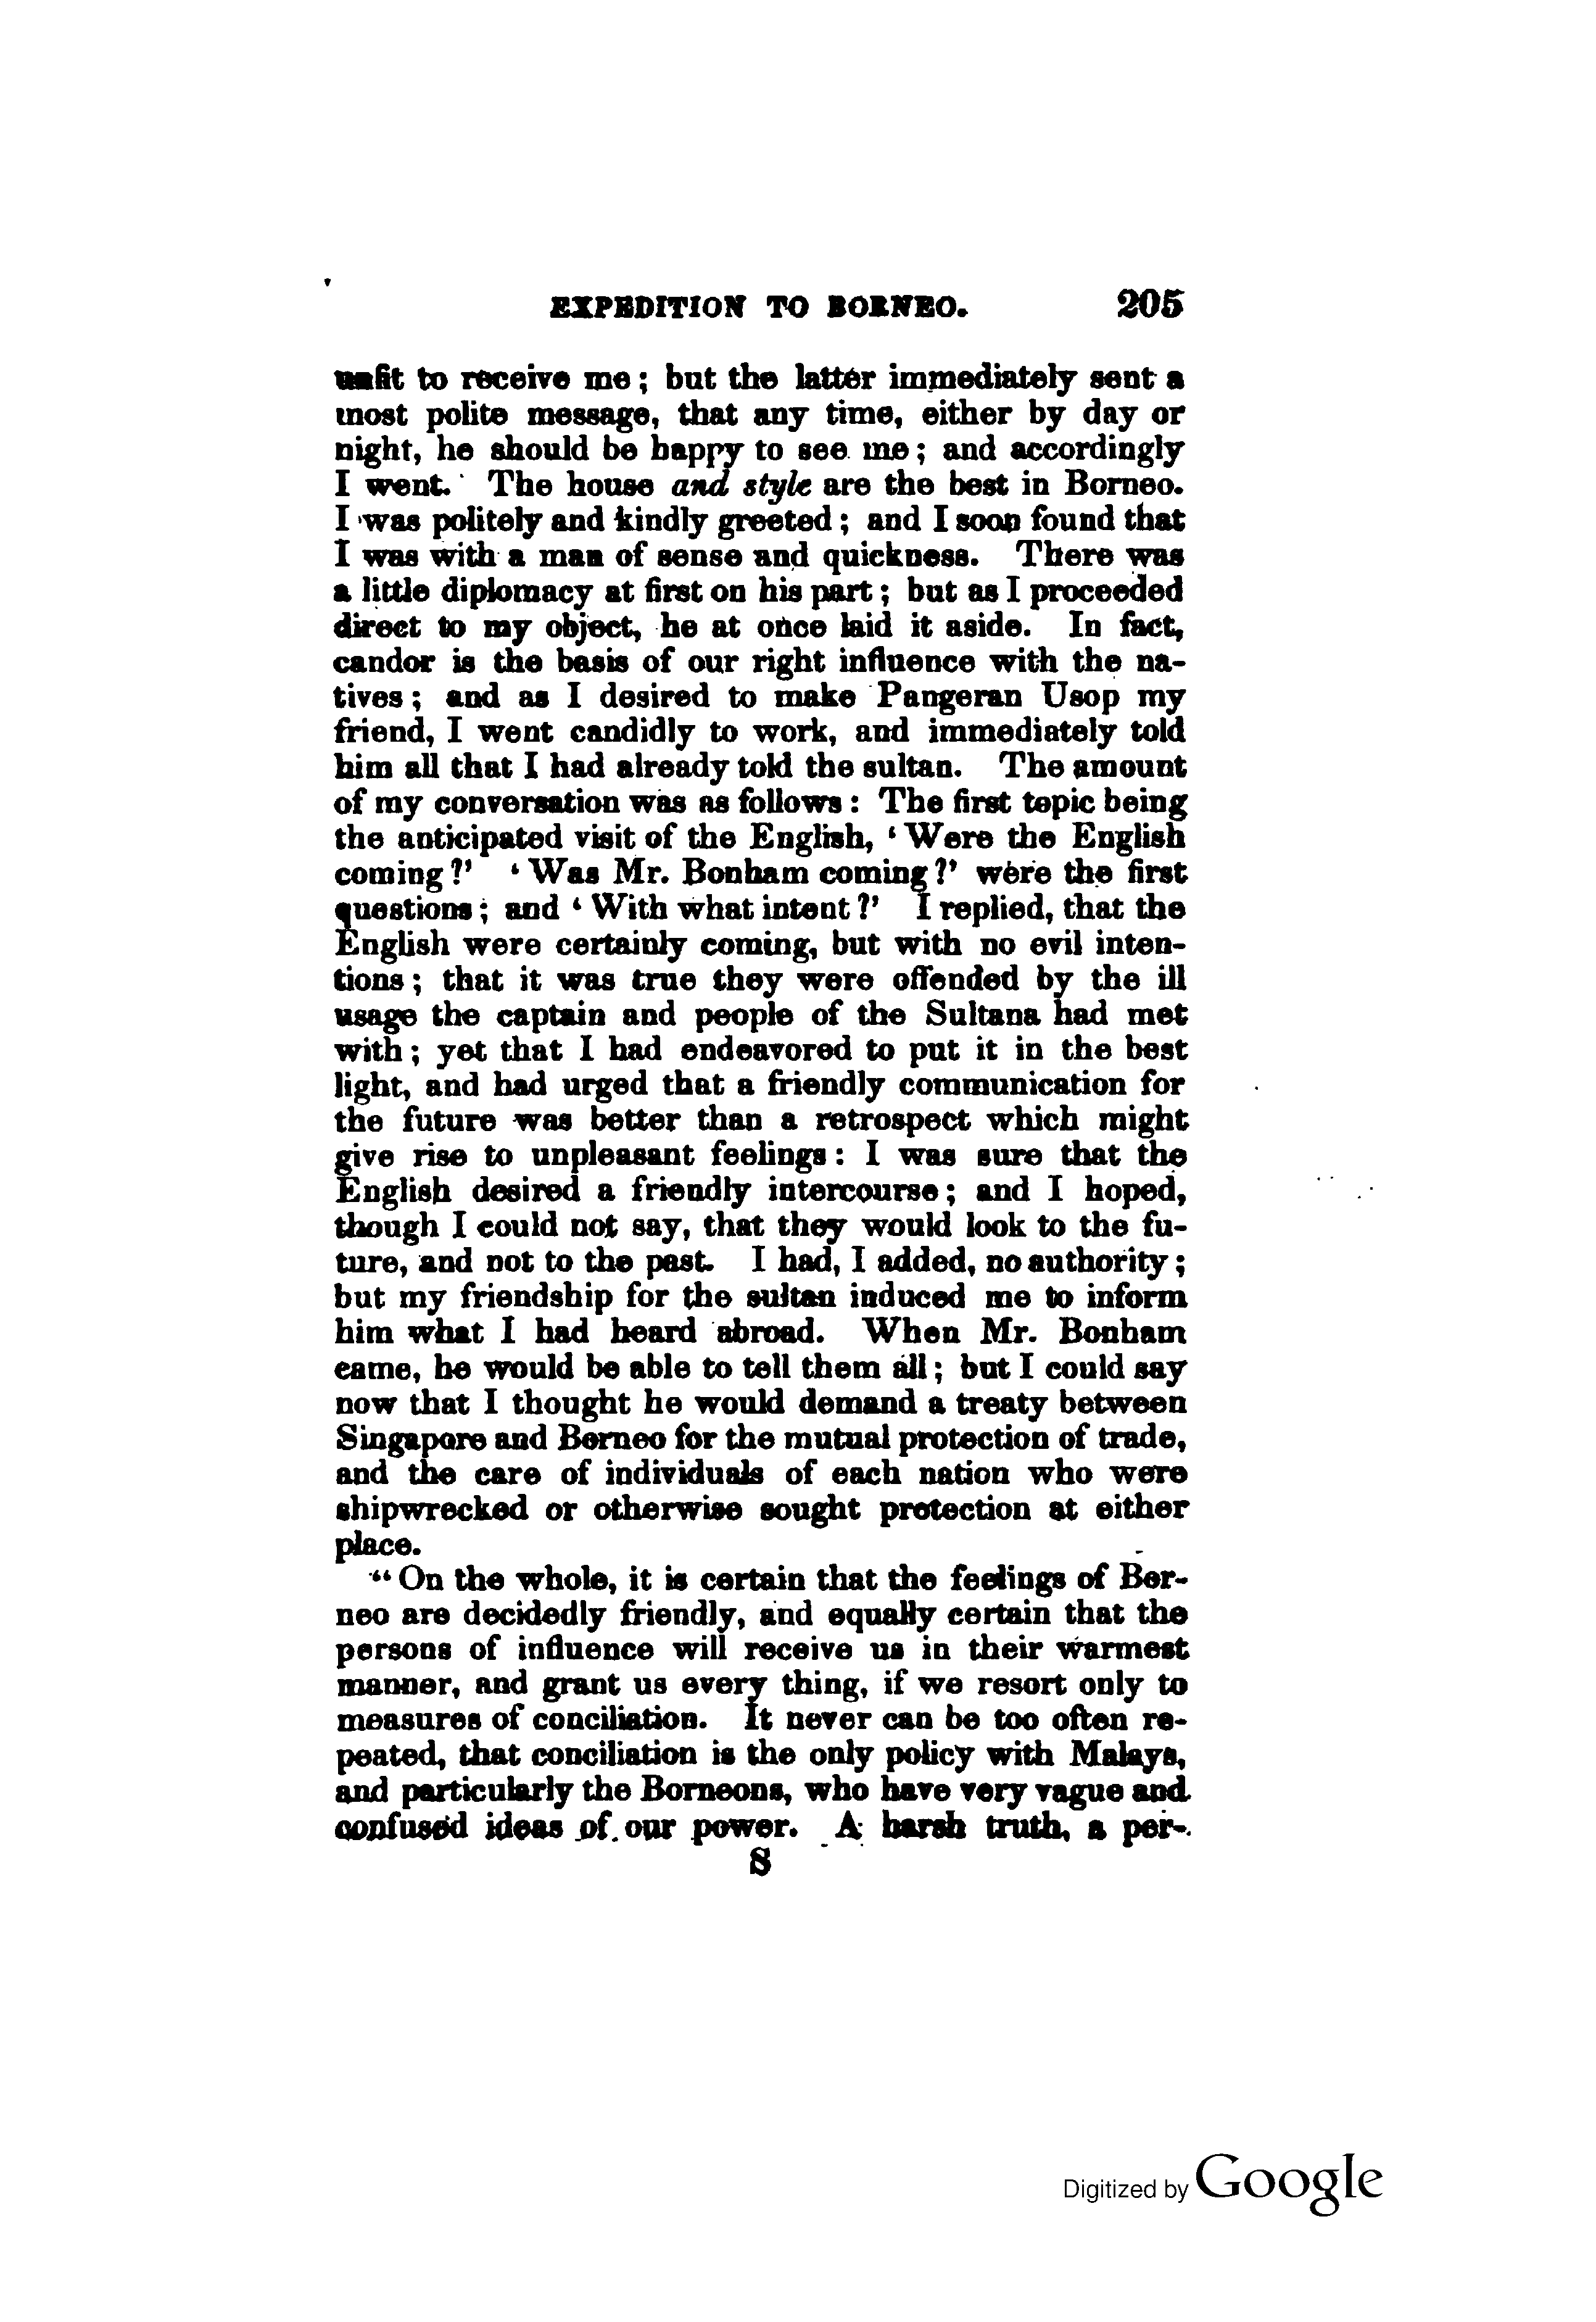 EXPEDITION TO BORNEO. 205
unfit to receive me; but the latter immediately sent a
most polite message, that any time, either by day or
night, he should be happy to see me; and accordingly
I went. The house and style are the best in Borneo.
I was politely and kindly greeted; and I soon found that
I was with a man of sense and quickness. There was
a little diplomacy at first on his part; but as I proceeded
direct to my object, he at once laid it aside. In fact,
candor is the basis of our right influence with the na-
tives; and as I desired to make Pangeran Usop my
friend, I went candidly to work, and immediately told
him all that I had already told the sultan. The amount
of my conversation was as follows: The first topic being
the anticipated visit of the English, ‘Were the English
coming?’ ‘Was Mr. Bonham coming?’ were the first
questions; and ‘With what intent?’ I replied, that the
English were certainly coming, but with no evil inten-
tions; that it was true they were offended by the ill
usage the captain and people of the Sultana had met
with; yet that I had endeavored to put it in the best
light, and had urged that a friendly communication for
the future was better than a retrospect which might
give rise to unpleasant feelings: I was sure that the
English desired a friendly intercourse; and I hoped,
though I could not say, that they would look to the fu-
ture, and not to the past. I had, I added, no authority;
but my friendship for the sultan induced me to inform
him what I had heard abroad. When Mr. Bonham
came, he would be able to tell them all; but I could say
now that I thought he would demand a treaty between
Singapore and Borneo for the mutual protection of trade,
and the care of individuals of each nation who were
shipwrecked or otherwise sought protection at either
place.
“On the whole, it is certain that the feelings of Bor-
neo are decidedly friendly, and equally certain that the
persons of influence will receive us in their warmest
manner, and grant us every thing, if we resort only to
measures of conciliation. It never can be too often re-
peated, that conciliation is the only policy with Malays,
and particularly the Borneons, who have very vague and
confused ideas of our power. A harsh truth, a per-
S
Digitized by Google